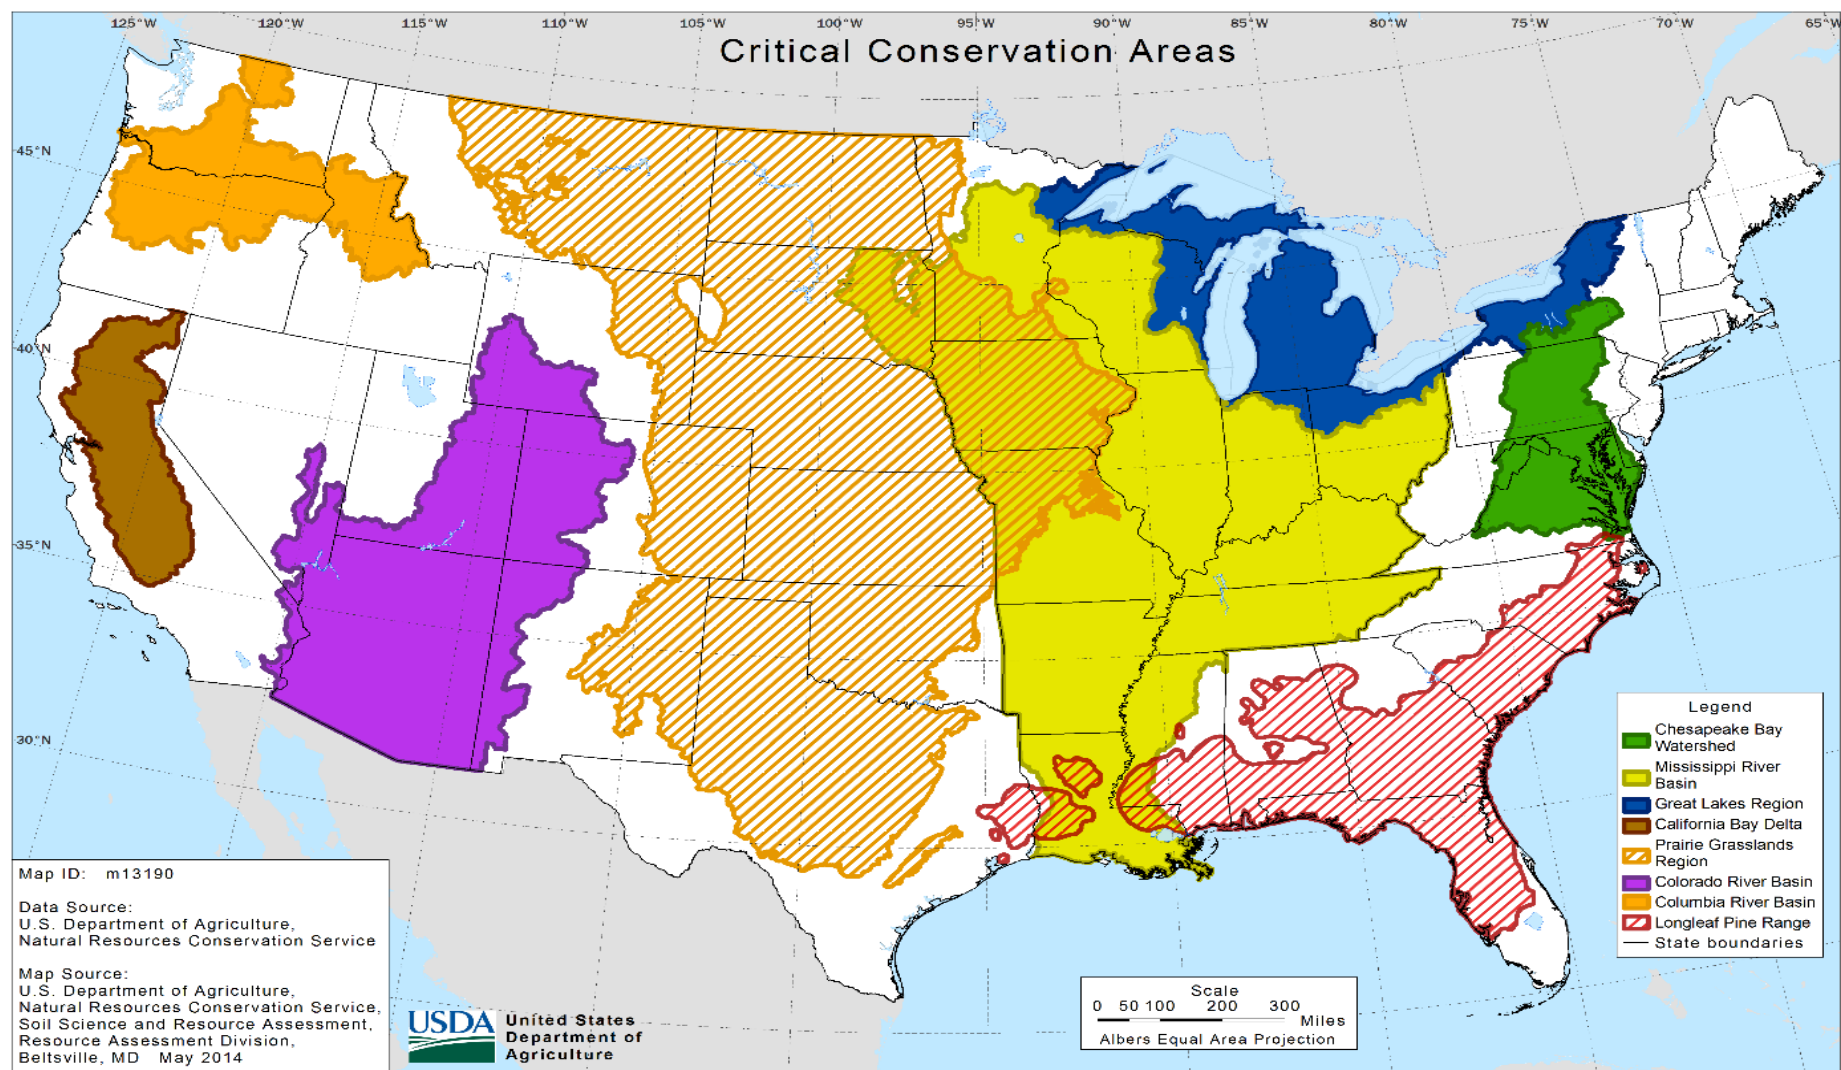 125°W 120°W 115°W 110°W 105°W 100°W 95°W 90°W 85°W 80°W 75°W 70°W 65°W
Critical Conservation Areas
45°N
40°N
35°N
30°N
Legend
Chesapeake Bay
Watershed
Mississippi River
Basin
Great Lakes Region
California Bay Delta
Prairie Grasslands
Region
Colorado River Basin
Columbia River Basin
Longleaf Pine Range
State boundaries
Map ID: m13190
Data Source:
U.S. Department of Agriculture,
Natural Resources Conservation Service
Map Source:
U.S. Department of Agriculture,
Natural Resources Conservation Service,
Soil Science and Resource Assessment,
Resource Assessment Division,
Beltsville, MD May 2014
USDA
United States
Department of
Agriculture
Scale
0 50 100 200 300
Miles
Albers Equal Area Projection